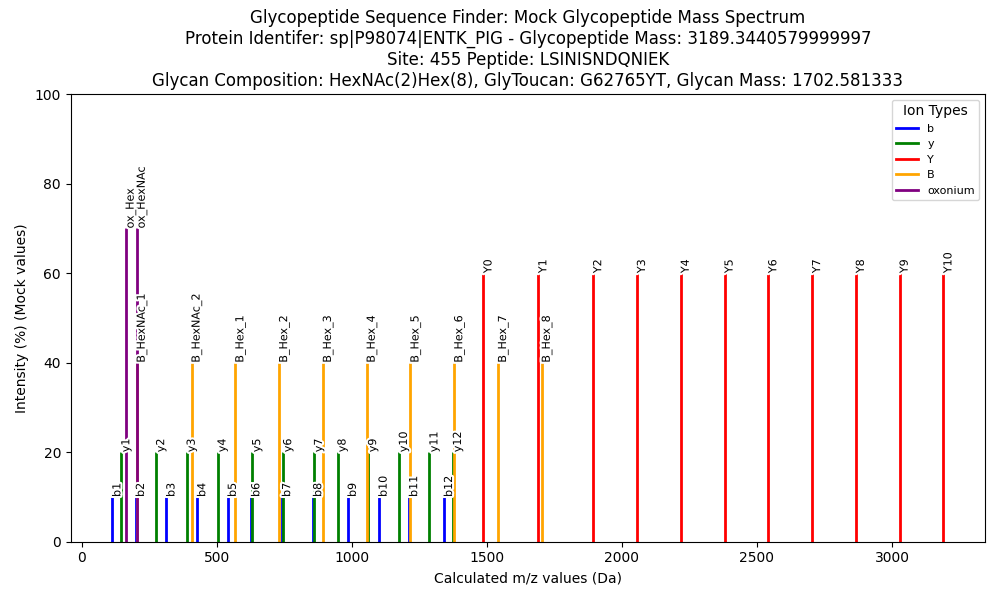 Glycopeptide Sequence Finder: Mock Glycopeptide Mass Spectrum
Protein Identifer: sp|P98074|ENTK_PIG - Glycopeptide Mass: 3189.3440579999997
Site: 455 Peptide: LSINISNDQNIEK
Glycan Composition: HexNAc(2)Hex(8), GlyToucan: G62765YT, Glycan Mass: 1702.581333
Intensity (%) (Mock values)
100
80
60
40
20
0
Ion Types
b
y
Y
B
oxonium
ox_Hex
ox_HexNAc
Y0
Y1
Y2
Y3
Y4
Y5
Y6
Y7
Y8
Y9
Y10
B_HexNAc_1
B_HexNAc_2
B_Hex_1
B_Hex_2
B_Hex_3
B_Hex_4
B_Hex_5
B_Hex_6
B_Hex_7
B_Hex_8
y1
y2
y3
y4
y5
y6
y7
y8
y9
y10
y11
y12
b1
b2
b3
b4
b5
b6
b7
b8
b9
b10
b11
b12
0
500
1000
1500
2000
2500
3000
Calculated m/z values (Da)